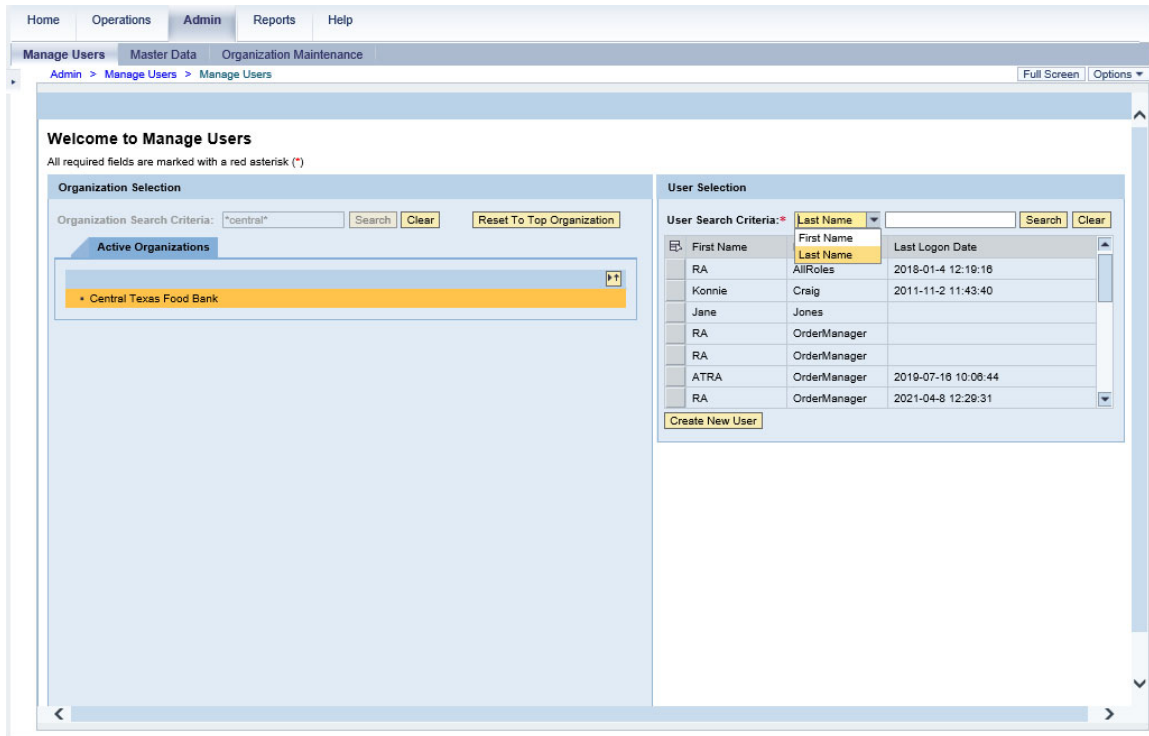 Home Operations Admin Reports Help
Manage Users Master Data Organization Maintenance
Admin > Manage Users > Manage Users Full Screen Options
Welcome to Manage Users
All required fields are marked with a red asterisk (*)
Organization Selection
Organization Search Criteria: *central* Search Clear Reset To Top Organization
Active Organizations
• Central Texas Food Bank
User Selection
User Search Criteria:* Last Name Search Clear
First Name
Last Name
First Name Last Logon Date
RA AllRoles 2018-01-4 12:19:16
Konnie Craig 2011-11-2 11:43:40
Jane Jones
RA OrderManager
RA OrderManager
ATRA OrderManager 2019-07-16 10:06:44
RA OrderManager 2021-04-8 12:29:31
Create New User